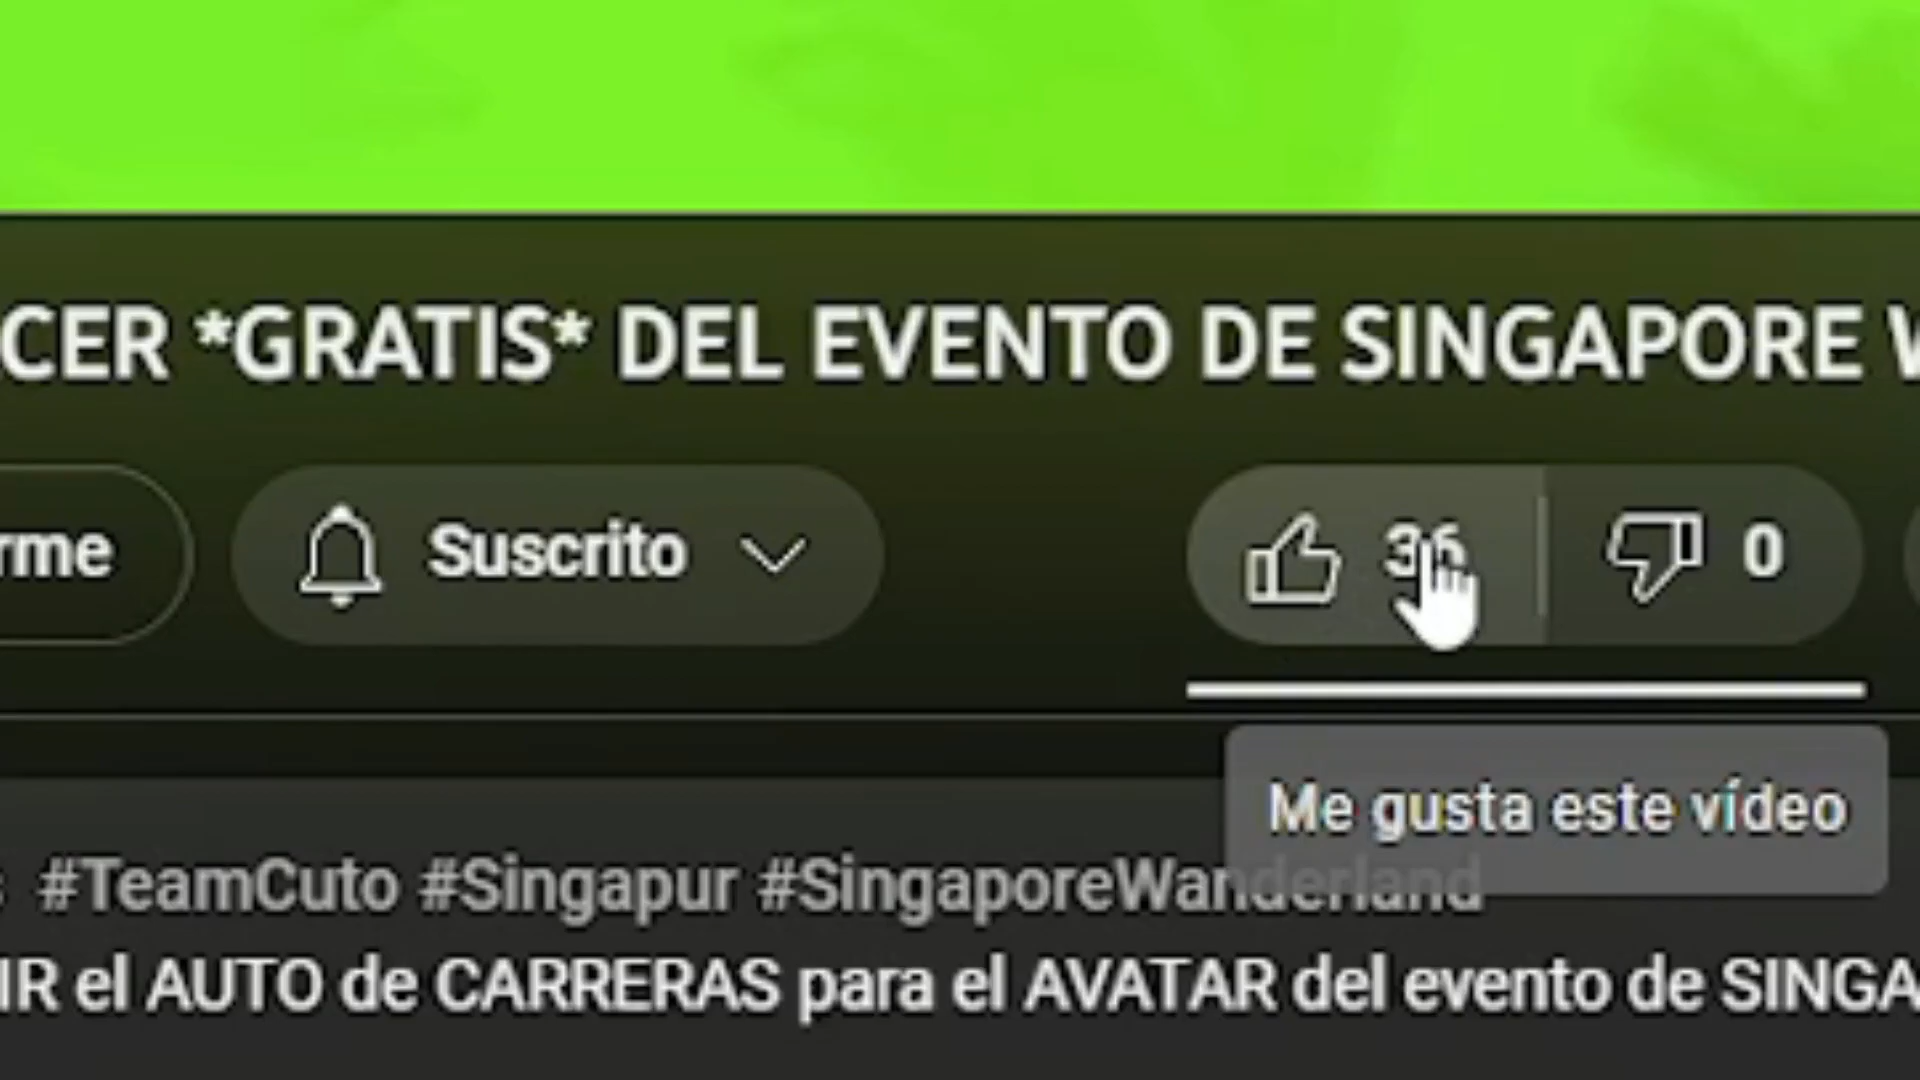 CER *GRATIS* DEL EVENTO DE SINGAPORE W
rme Suscrito 36 0
Me gusta este vídeo
#TeamCuto #Singapur #SingaporeWanderland
IR el AUTO de CARRERAS para el AVATAR del evento de SINGA